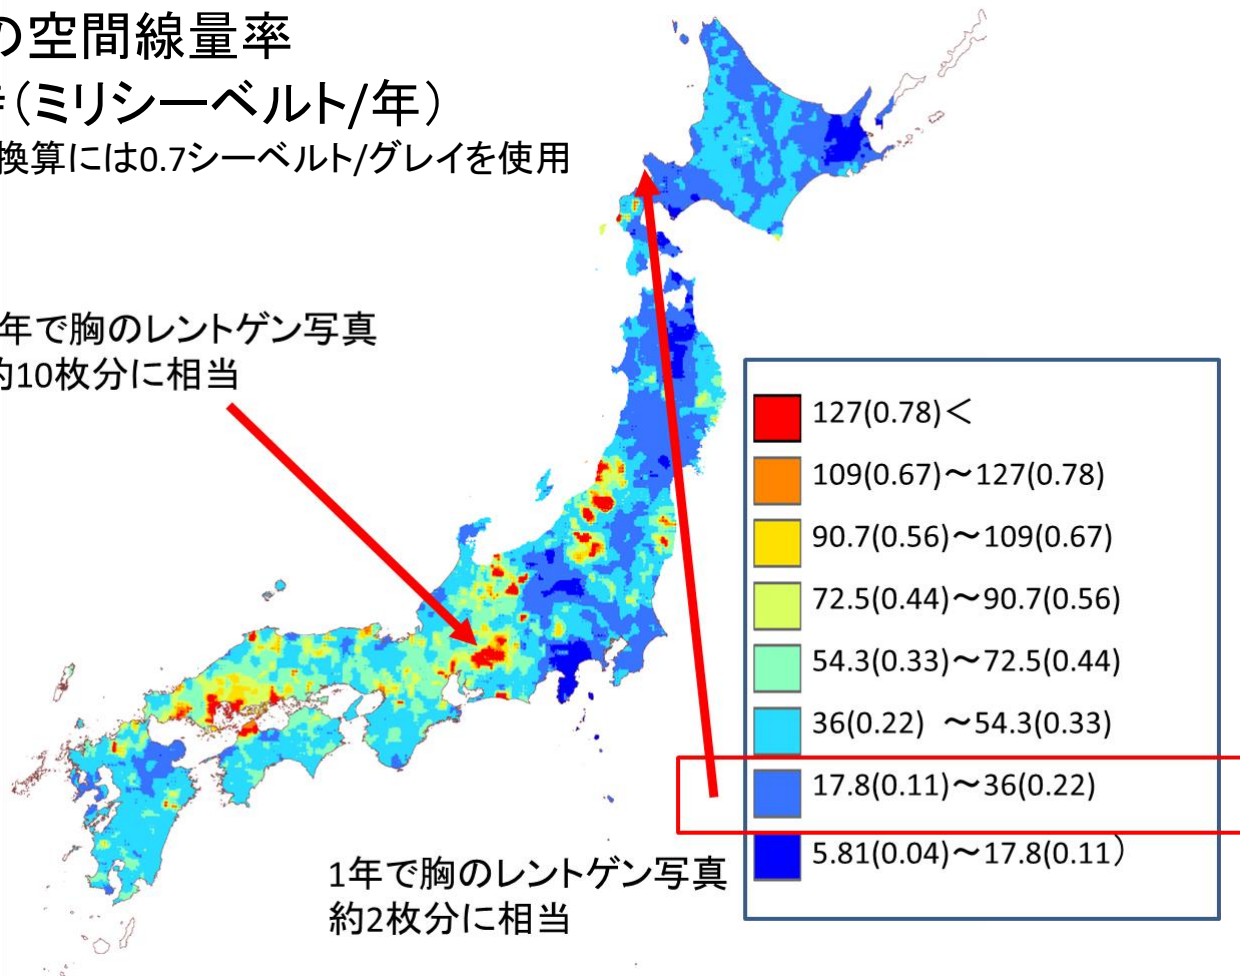 の空間線量率
(ミリシーベルト/年)
換算には0.7シーベルト/グレイを使用
年で胸のレントゲン写真
約10枚分に相当
127(0.78)＜
109(0.67)～127(0.78)
90.7(0.56)～109(0.67)
72.5(0.44)～90.7(0.56)
54.3(0.33)～72.5(0.44)
36(0.22) ～54.3(0.33)
17.8(0.11)～36(0.22)
5.81(0.04)～17.8(0.11)
1年で胸のレントゲン写真
約2枚分に相当